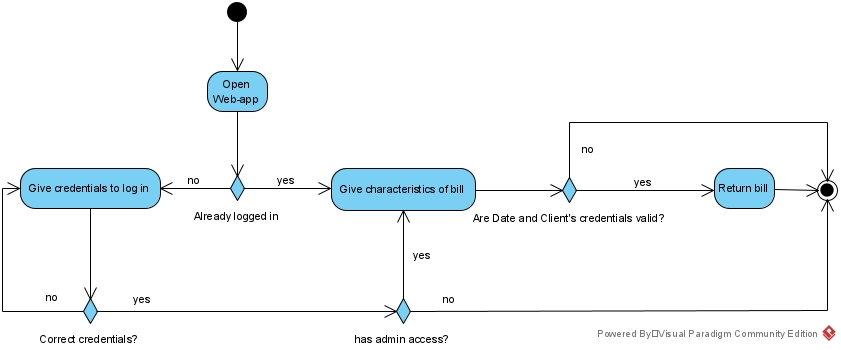 Open
Web-app
no
no
yes
yes
Give credentials to log in
Give characteristics of bill
Return bill
Already logged in
Are Date and Client's credentials valid?
yes
no
yes
no
Correct credentials?
has admin access?
Powered By Visual Paradigm Community Edition